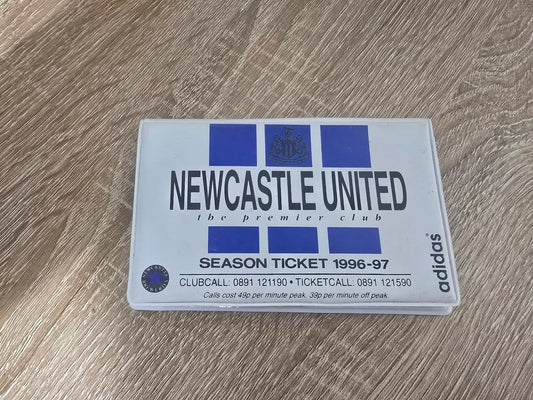 NEWCASTLE UNITED
the premier club
SEASON TICKET 1996-97
CLUBCALL: 0891 121190 • TICKETCALL: 0891 121590
Calls cost 49p per minute peak. 39p per minute off peak.
adidas